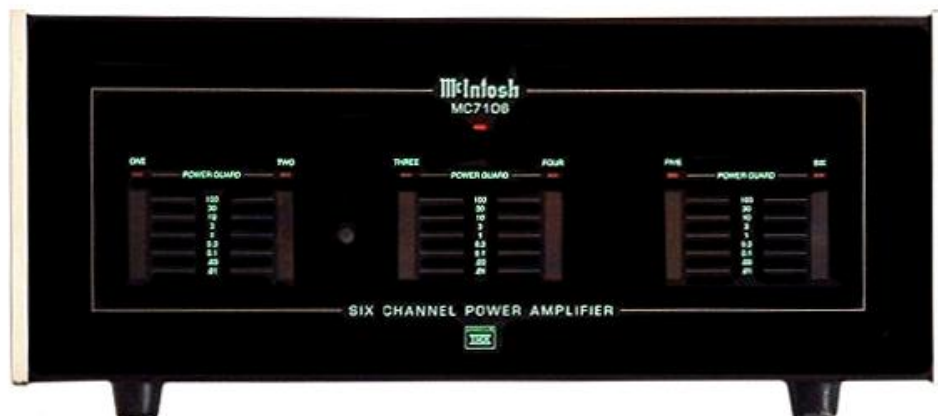 McIntosh
MC7106
ONE TWO THREE FOUR FIVE SIX
POWER GUARD POWER GUARD POWER GUARD
100 100 100
30 30 30
10 10 10
3 3 3
1 1 1
0.3 0.3 0.3
0.1 0.1 0.1
.03 .03 .03
.01 .01 .01
SIX CHANNEL POWER AMPLIFIER
THX